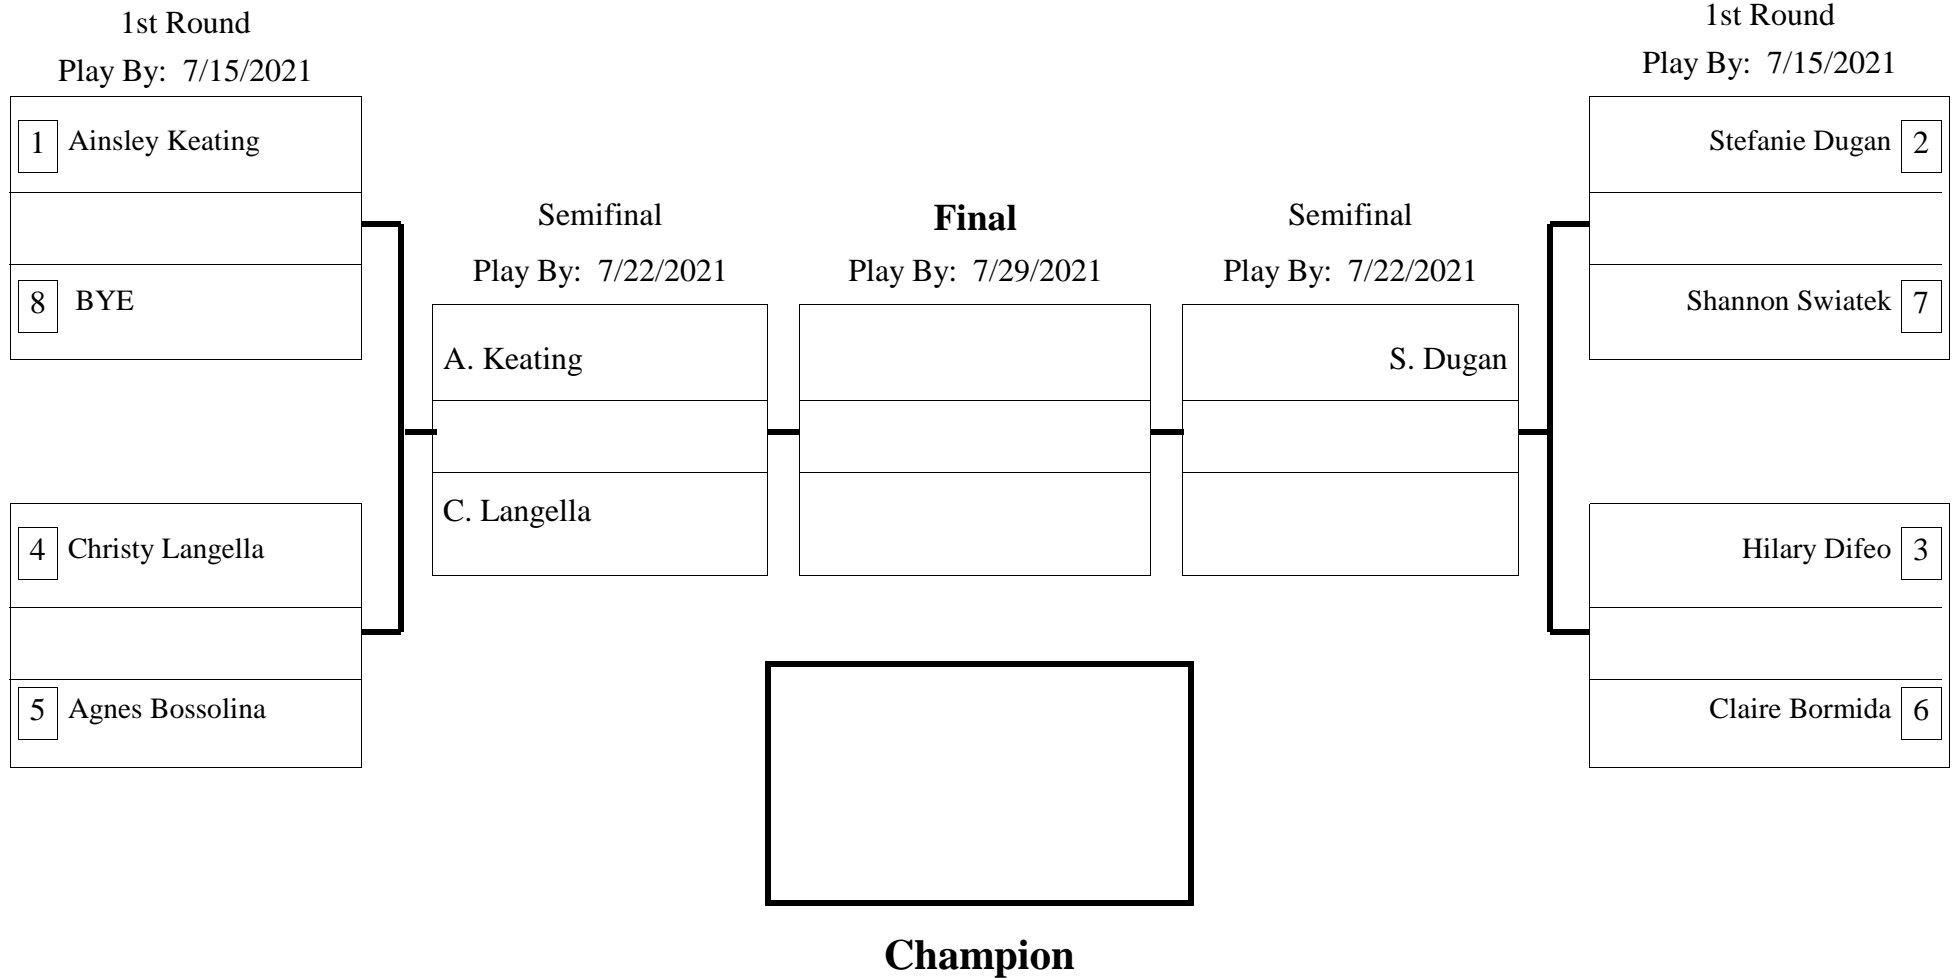 1st Round
Play By: 7/15/2021
1 Ainsley Keating
8 BYE
4 Christy Langella
5 Agnes Bossolina
Semifinal
Play By: 7/22/2021
A. Keating
C. Langella
Final
Play By: 7/29/2021
Semifinal
Play By: 7/22/2021
S. Dugan
1st Round
Play By: 7/15/2021
Stefanie Dugan 2
Shannon Swiatek 7
Hilary Difeo 3
Claire Bormida 6
Champion